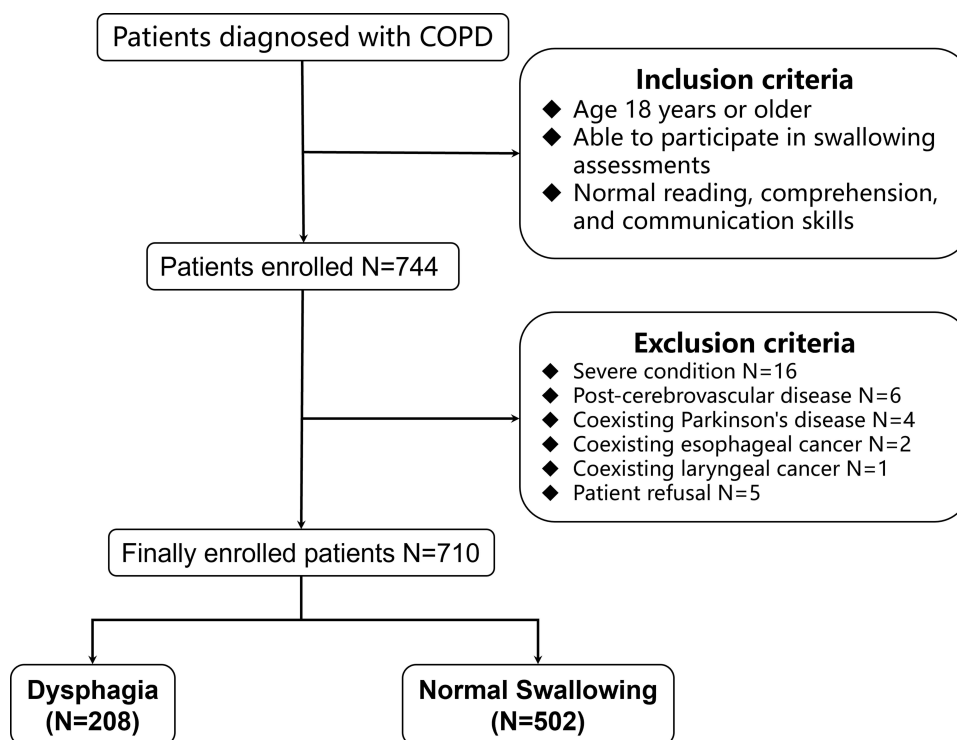 Patients diagnosed with COPD
Inclusion criteria
◆ Age 18 years or older
◆ Able to participate in swallowing
assessments
◆ Normal reading, comprehension,
and communication skills
Patients enrolled N=744
Exclusion criteria
◆ Severe condition N=16
◆ Post-cerebrovascular disease N=6
◆ Coexisting Parkinson's disease N=4
◆ Coexisting esophageal cancer N=2
◆ Coexisting laryngeal cancer N=1
◆ Patient refusal N=5
Finally enrolled patients N=710
Dysphagia
(N=208)
Normal Swallowing
(N=502)